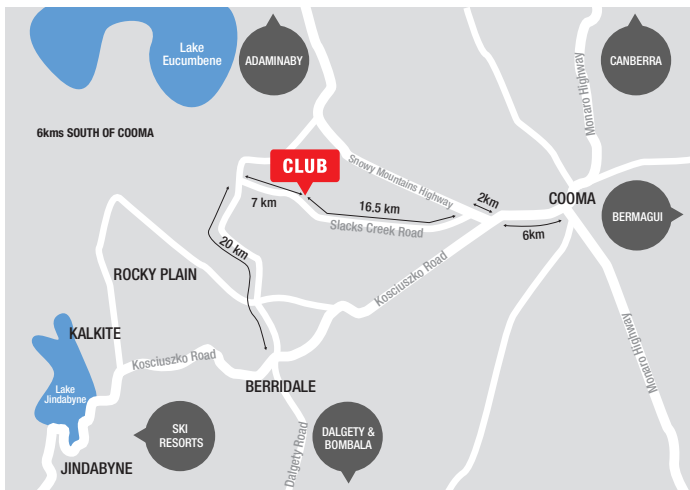 Lake
Eucumbene
ADAMINABY
CANBERRA
Monaro Highway
6kms SOUTH OF COOMA
CLUB
Snowy Mountains Highway
7 km
16.5 km
2km
COOMA
BERMAGUI
Slacks Creek Road
6km
20 km
ROCKY PLAIN
Kosciuszko Road
KALKITE
Monaro Highway
Kosciuszko Road
Lake
Jindabyne
BERRIDALE
SKI
RESORTS
DALGETY &
BOMBALA
Dalgety Road
JINDABYNE